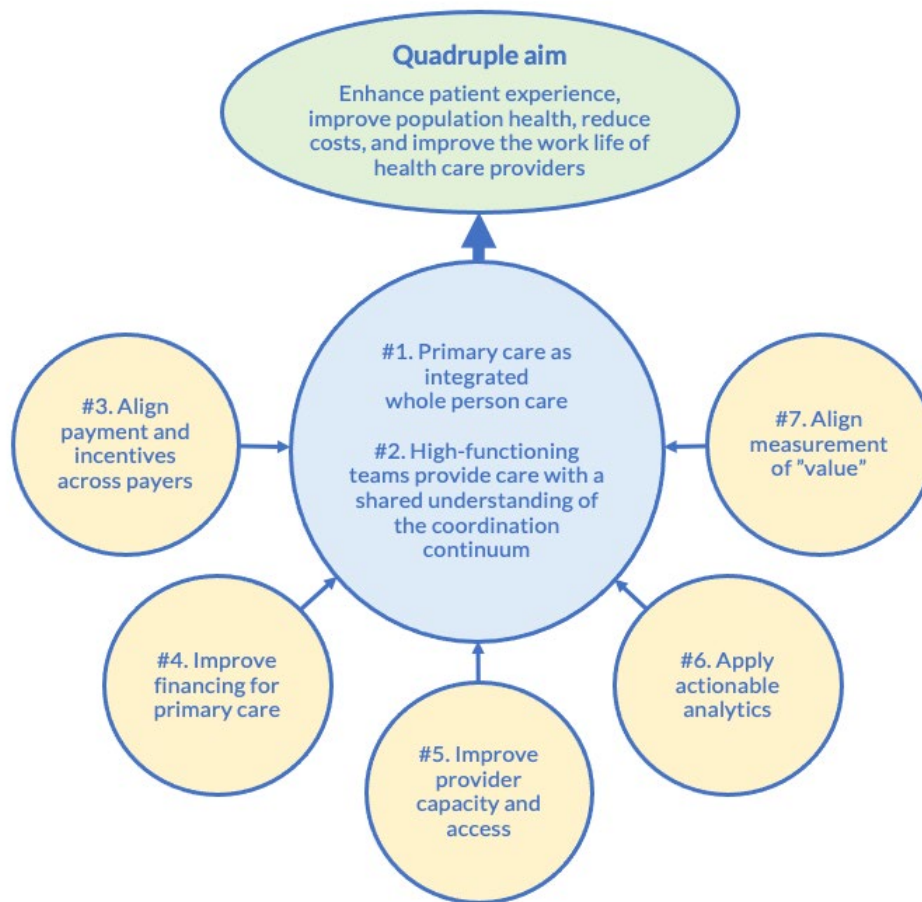 Quadruple aim
Enhance patient experience,
improve population health, reduce
costs, and improve the work life of
health care providers
#1. Primary care as
integrated
whole person care
#2. High-functioning
teams provide care with a
shared understanding of
the coordination
continuum
#3. Align
payment and
incentives
across payers
#4. Improve
financing for
primary care
#5. Improve
provider
capacity and
access
#6. Apply
actionable
analytics
#7. Align
measurement
of ”value”